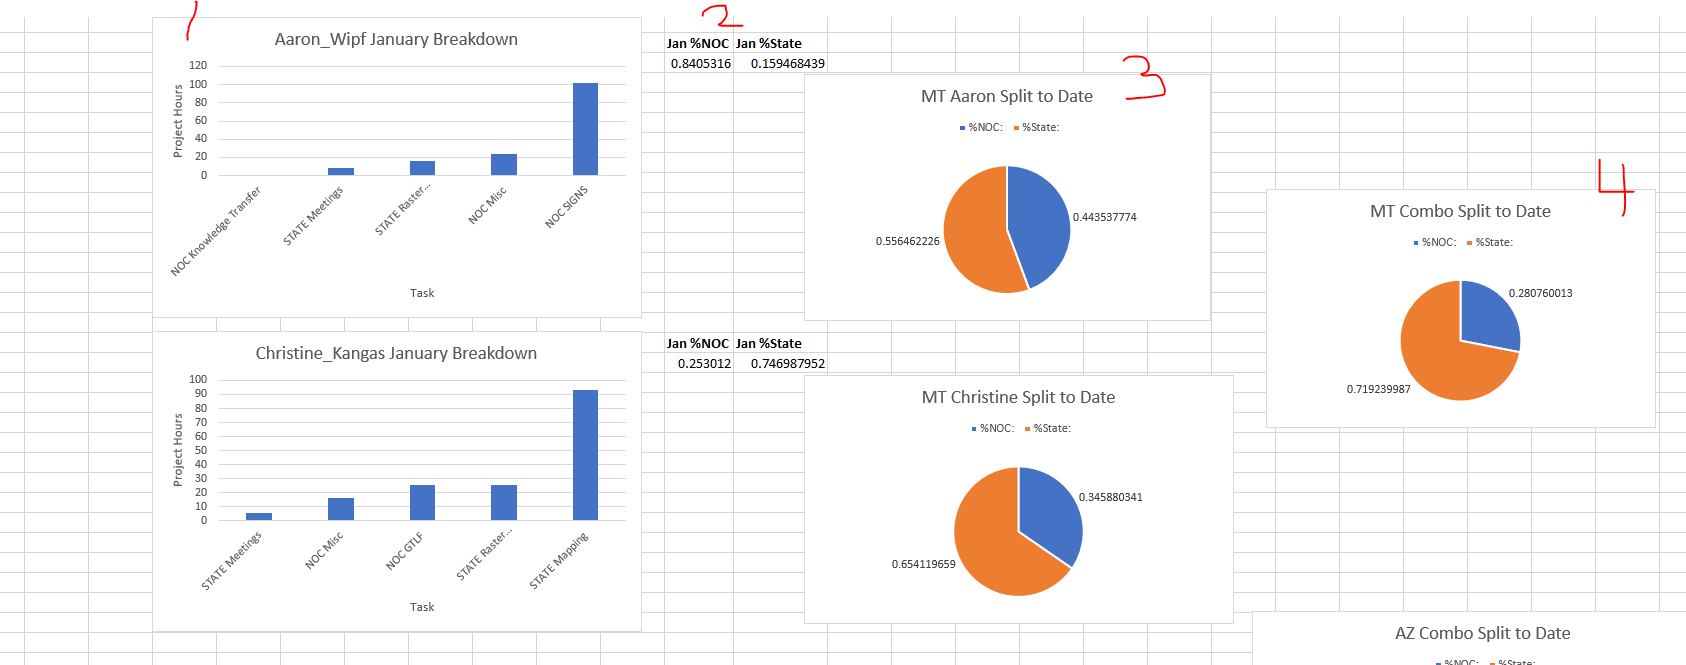 1
Aaron_Wipf January Breakdown
120
100
80
60
40
20
0
Project Hours
NOC Knowledge Transfer
STATE Meetings
STATE Raster...
NOC Misc
NOC SIGNS
Task
2
Jan %NOC Jan %State
0.8405316 0.159468439
3
MT Aaron Split to Date
%NOC: %State:
0.443537774
0.556462226
4
MT Combo Split to Date
%NOC: %State:
0.280760013
0.719239987
Christine_Kangas January Breakdown
100
90
80
70
60
50
40
30
20
10
0
Project Hours
STATE Meetings
NOC Misc
NOC GTLF
STATE Raster...
STATE Mapping
Task
Jan %NOC Jan %State
0.253012 0.746987952
MT Christine Split to Date
%NOC: %State:
0.345880341
0.654119659
AZ Combo Split to Date
%NOC: %State: